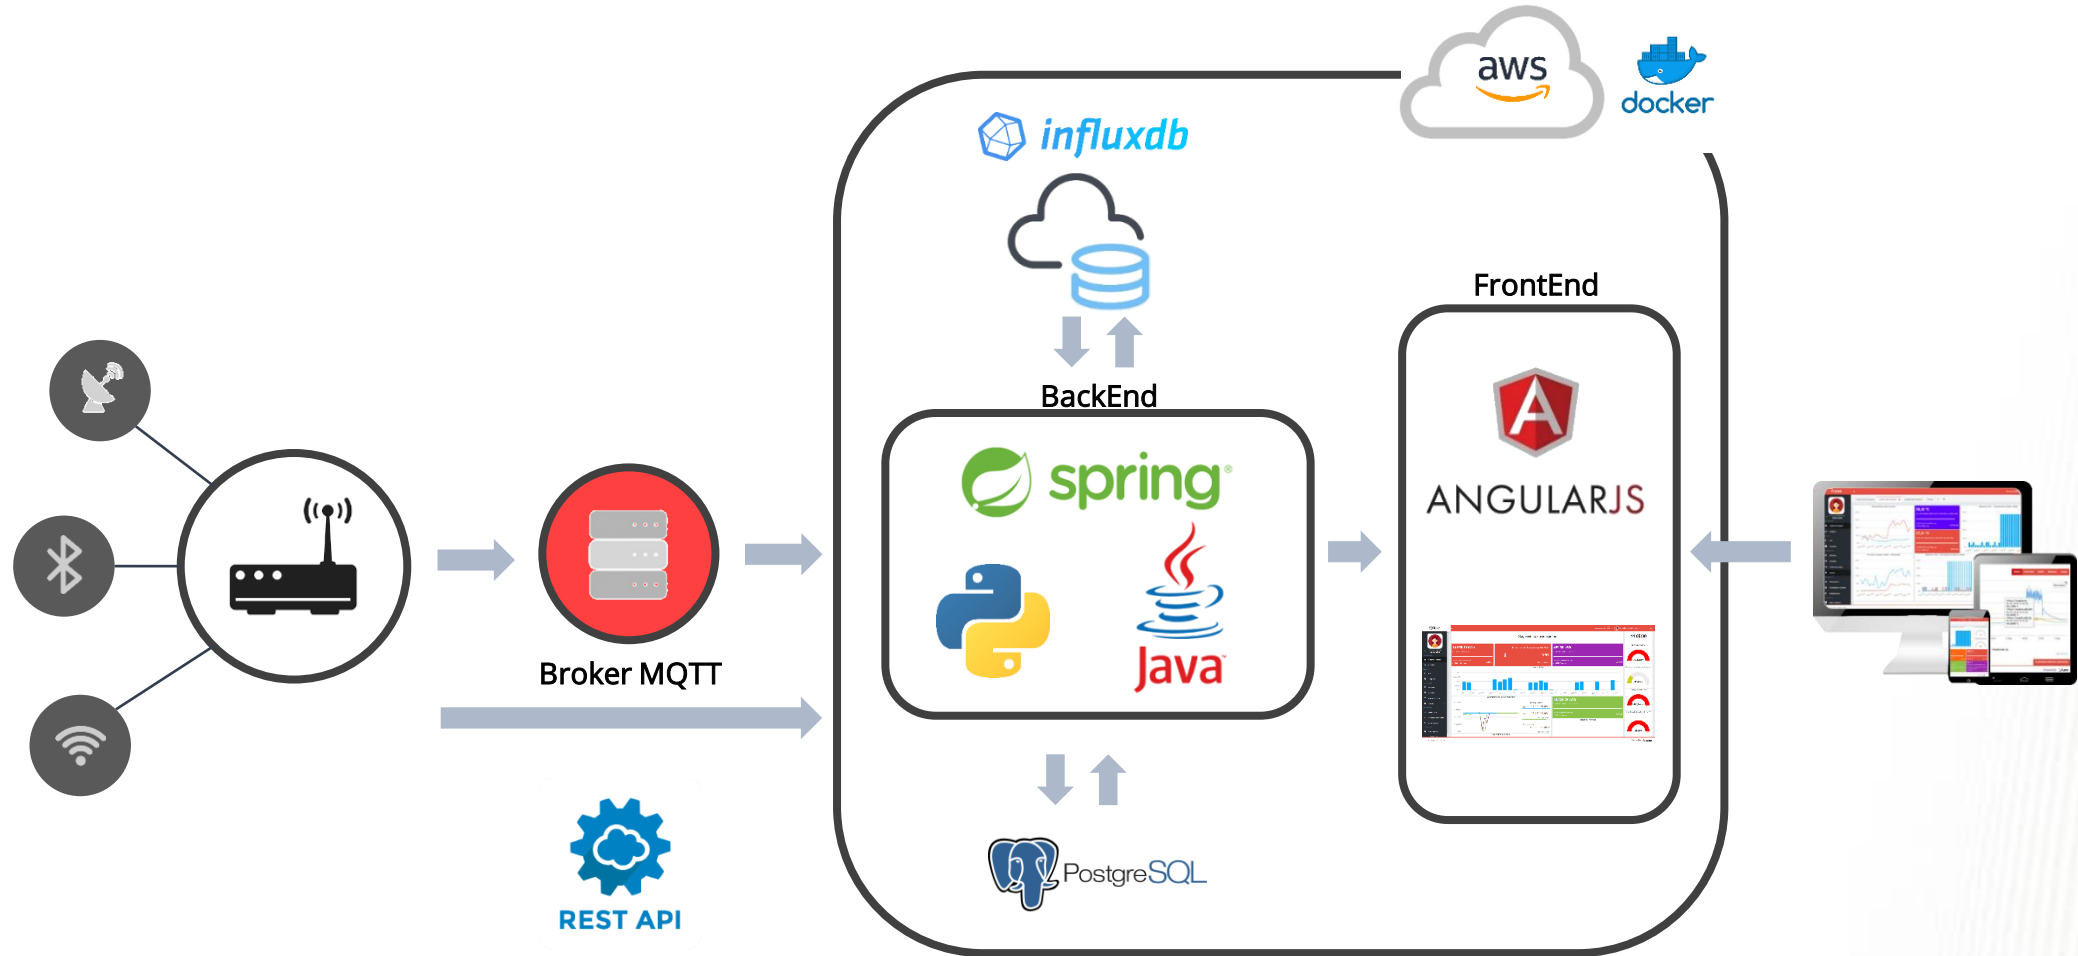 aws
docker
influxdb
FrontEnd
BackEnd
spring
ANGULARJS
Java
Broker MQTT
PostgreSQL
REST API